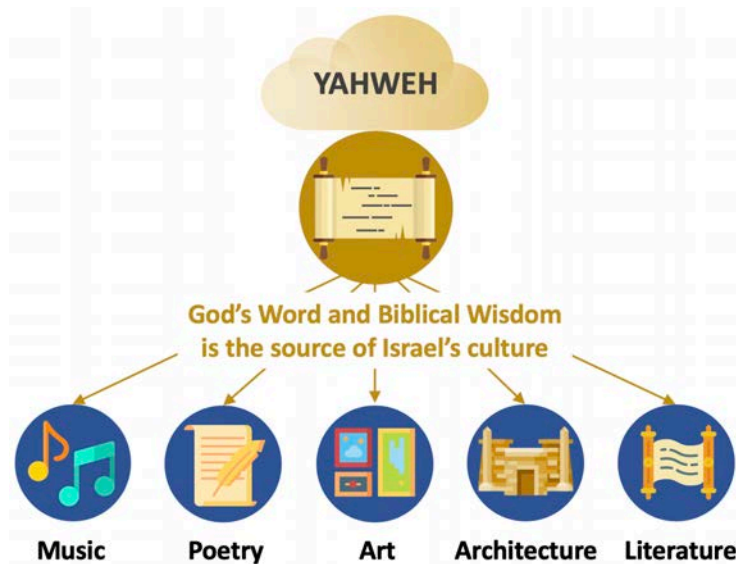 YAHWEH
God's Word and Biblical Wisdom
is the source of Israel's culture
Music
Poetry
Art
Architecture
Literature